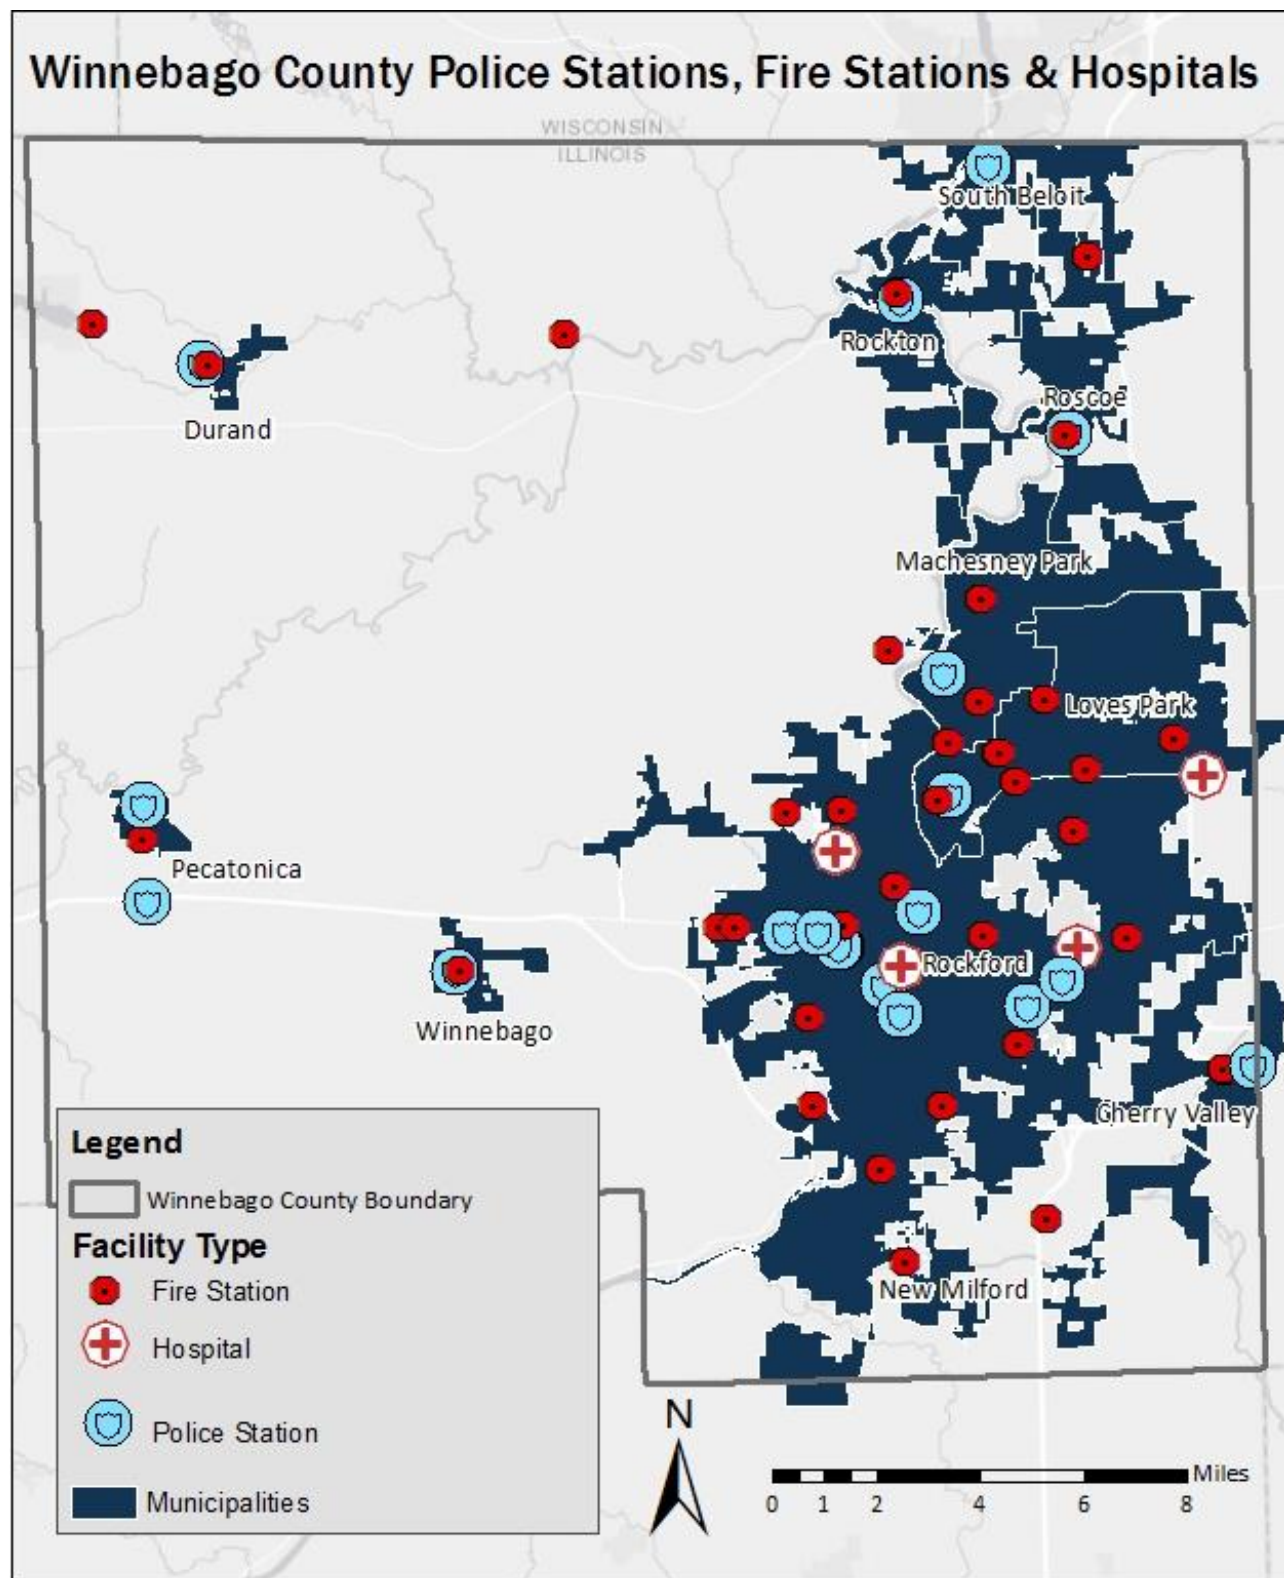 Winnebago County Police Stations, Fire Stations & Hospitals
WISCONSIN
ILLINOIS
South Beloit
Rockton
Roscoe
Durand
Machesney Park
Loves Park
Pecatonica
Rockford
Winnebago
Cherry Valley
New Milford
Legend
Winnebago County Boundary
Facility Type
Fire Station
Hospital
Police Station
Municipalities
N
Miles
0 1 2 4 6 8